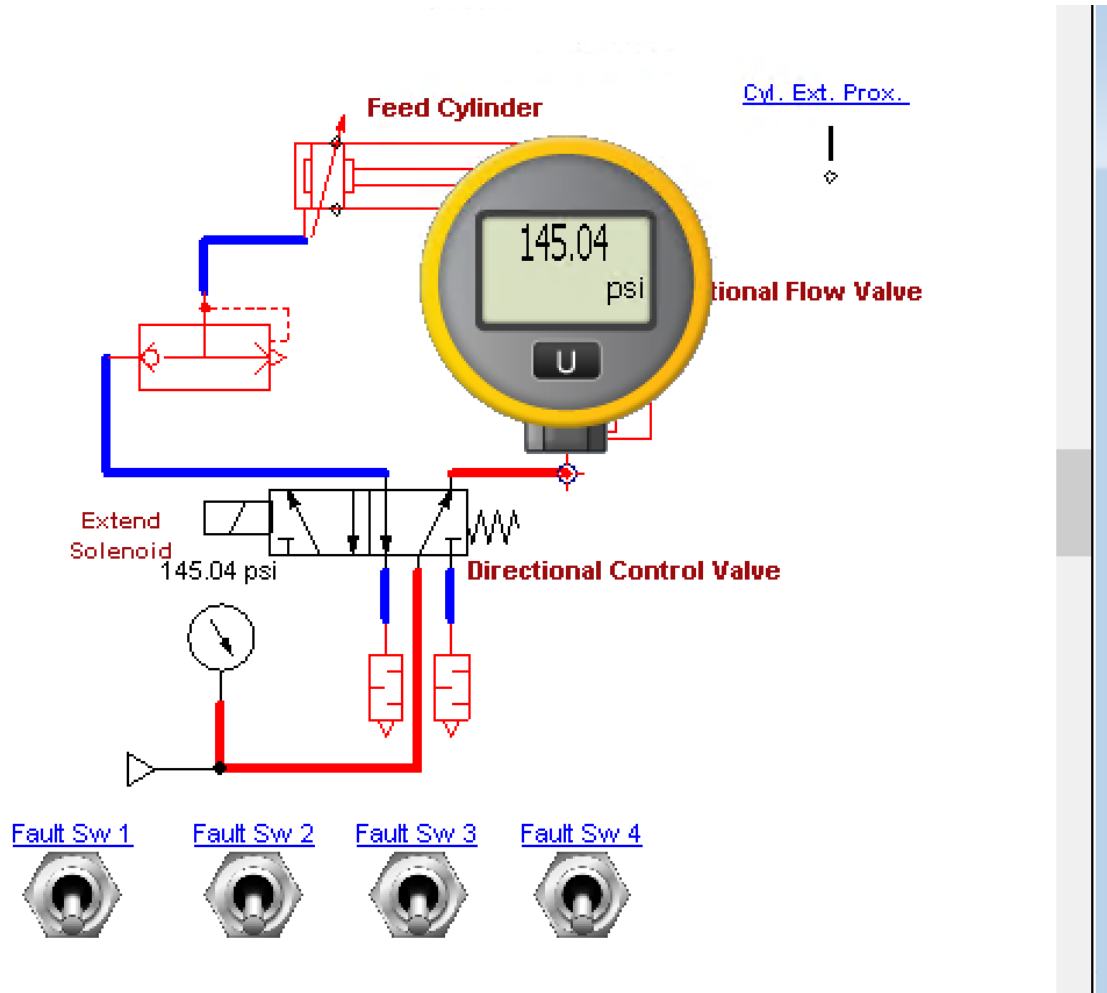 Cyl. Ext. Prox.
Feed Cylinder
145.04
psi
tional Flow Valve
U
Extend
Solenoid
145.04 psi
Directional Control Valve
Fault Sw 1
Fault Sw 2
Fault Sw 3
Fault Sw 4